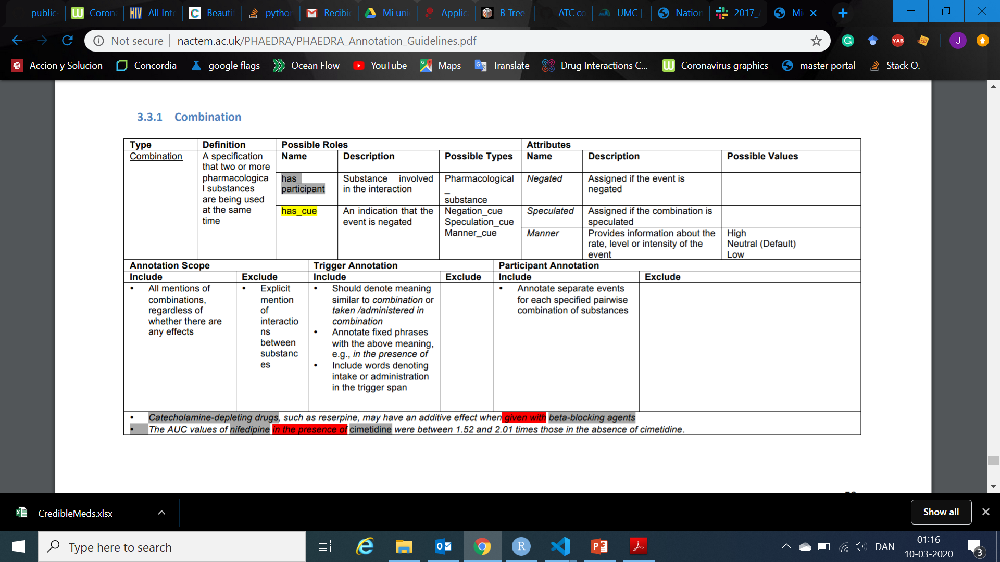 public
Corona
All Inte
Beauti
python
Recibi
Mi uni
Applic
B Tree
ATC co
UMC |
Nation
2017_
Mi
Not secure
nactem.ac.uk/PHAEDRA/PHAEDRA_Annotation_Guidelines.pdf
YAB
J
Accion y Solucion
Concordia
google flags
Ocean Flow
YouTube
Maps
Translate
Drug Interactions C...
Coronavirus graphics
master portal
Stack O.
3.3.1 Combination
Type
Definition
Possible Roles
Attributes
Combination
A specification
that two or more
pharmacologica
l substances
are being used
at the same
time
Name
Description
Possible Types
Name
Description
Possible Values
has_
participant
Substance involved
in the interaction
Pharmacological
_
substance
Negated
Assigned if the event is
negated
has_cue
An indication that the
event is negated
Negation_cue
Speculation_cue
Manner_cue
Speculated
Assigned if the combination is
speculated
Manner
Provides information about the
rate, level or intensity of the
event
High
Neutral (Default)
Low
Annotation Scope
Trigger Annotation
Participant Annotation
Include
Exclude
Include
Exclude
Include
Exclude
• All mentions of
combinations,
regardless of
whether there are
any effects
• Explicit
mention
of
interactio
ns
between
substanc
es
• Should denote meaning
similar to combination or
taken /administered in
combination
• Annotate fixed phrases
with the above meaning,
e.g., in the presence of
• Include words denoting
intake or administration
in the trigger span
• Annotate separate events
for each specified pairwise
combination of substances
• Catecholamine-depleting drugs, such as reserpine, may have an additive effect when given with beta-blocking agents
• The AUC values of nifedipine in the presence of cimetidine were between 1.52 and 2.01 times those in the absence of cimetidine.
CredibleMeds.xlsx
Show all
Type here to search
DAN
01:16
10-03-2020
3